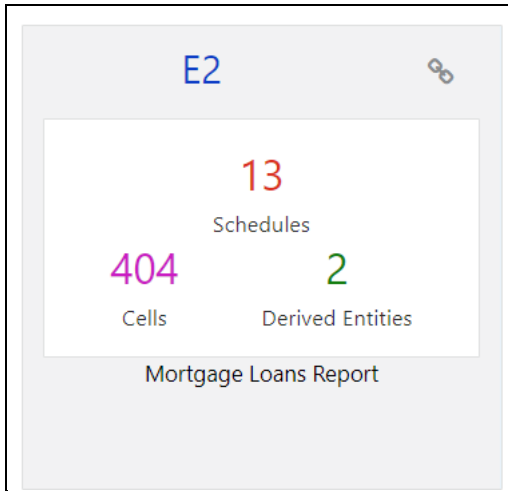 E2
13
Schedules
404 2
Cells Derived Entities
Mortgage Loans Report